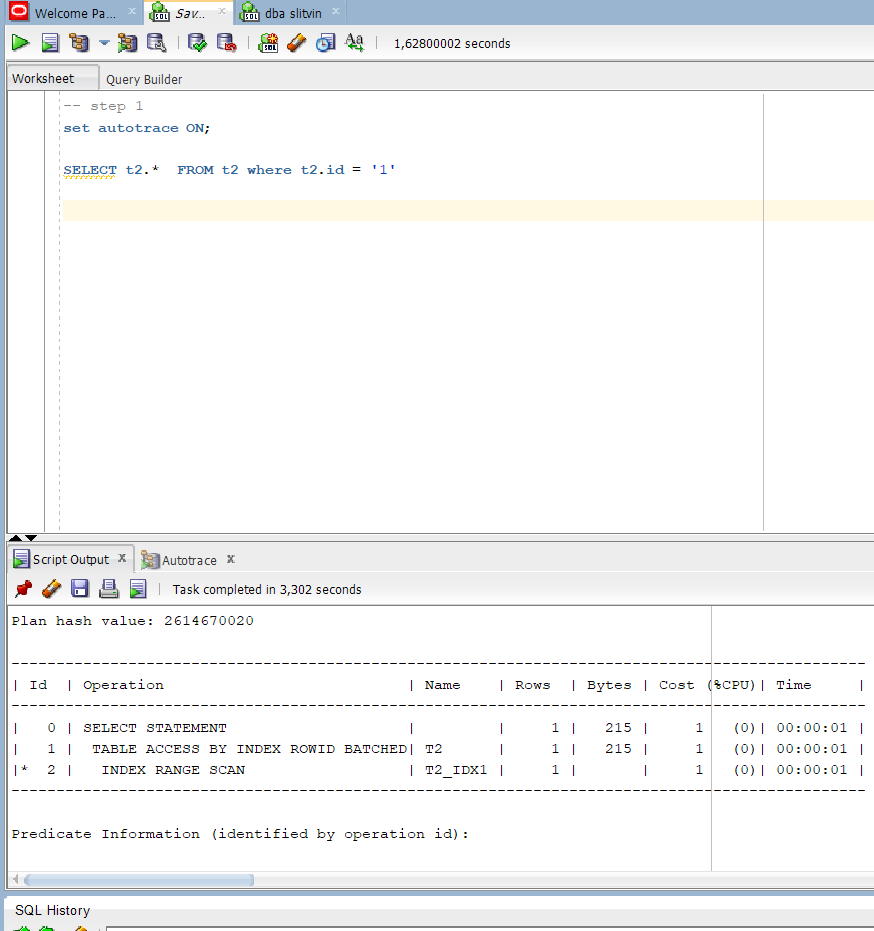 Welcome Pa...
Sav...
dba slitvin
1,62800002 seconds
Worksheet
Query Builder
-- step 1
set autotrace ON;
SELECT t2.*  FROM t2 where t2.id = '1'
Script Output
Autotrace
Task completed in 3,302 seconds
Plan hash value: 2614670020
--------------------------------------------------------------------------------------
| Id  | Operation                           | Name    | Rows  | Bytes | Cost (%CPU)| Time     |
--------------------------------------------------------------------------------------
|   0 | SELECT STATEMENT                    |         |     1 |   215 |     1   (0)| 00:00:01 |
|   1 |  TABLE ACCESS BY INDEX ROWID BATCHED| T2      |     1 |   215 |     1   (0)| 00:00:01 |
|*  2 |   INDEX RANGE SCAN                  | T2_IDX1 |     1 |       |     1   (0)| 00:00:01 |
--------------------------------------------------------------------------------------
Predicate Information (identified by operation id):
SQL History